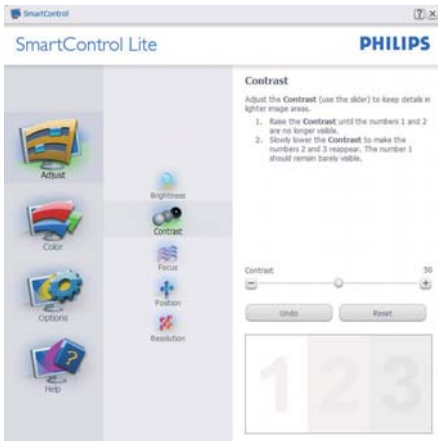 SmartControl
SmartControl Lite
PHILIPS
Adjust
Color
Options
Help
Brightness
Contrast
Focus
Position
Resolution
Contrast
Adjust the Contrast (use the slider) to keep details in
lighter image areas.
1. Raise the Contrast until the numbers 1 and 2
are no longer visible.
2. Slowly lower the Contrast to make the
numbers 2 and 3 reappear. The number 1
should remain barely visible.
Contrast 50
Undo Reset
1 2 3